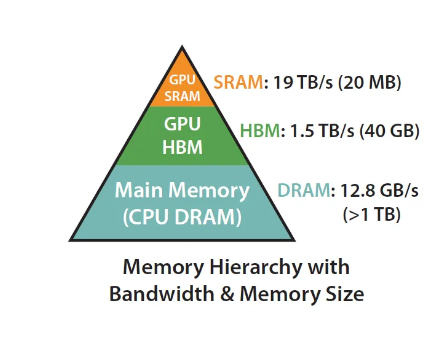 GPU
SRAM
SRAM: 19 TB/s (20 MB)
GPU
HBM
HBM: 1.5 TB/s (40 GB)
Main Memory
(CPU DRAM)
DRAM: 12.8 GB/s
(>1 TB)
Memory Hierarchy with
Bandwidth & Memory Size